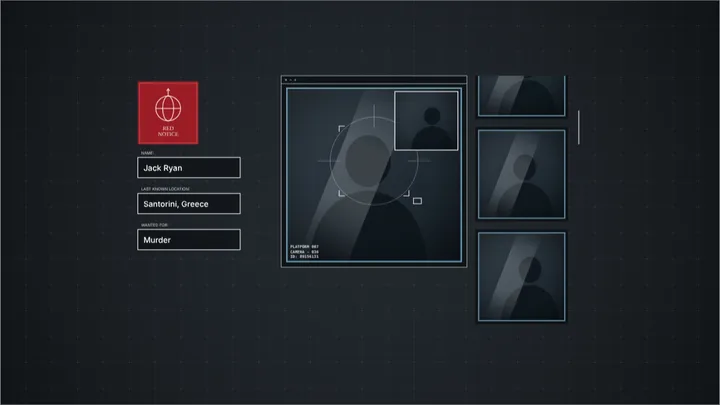 RED
NOTICE
NAME:
Jack Ryan
LAST KNOWN LOCATION:
Santorini, Greece
WANTED FOR:
Murder
PLATFORM 007
CAMERA - 034